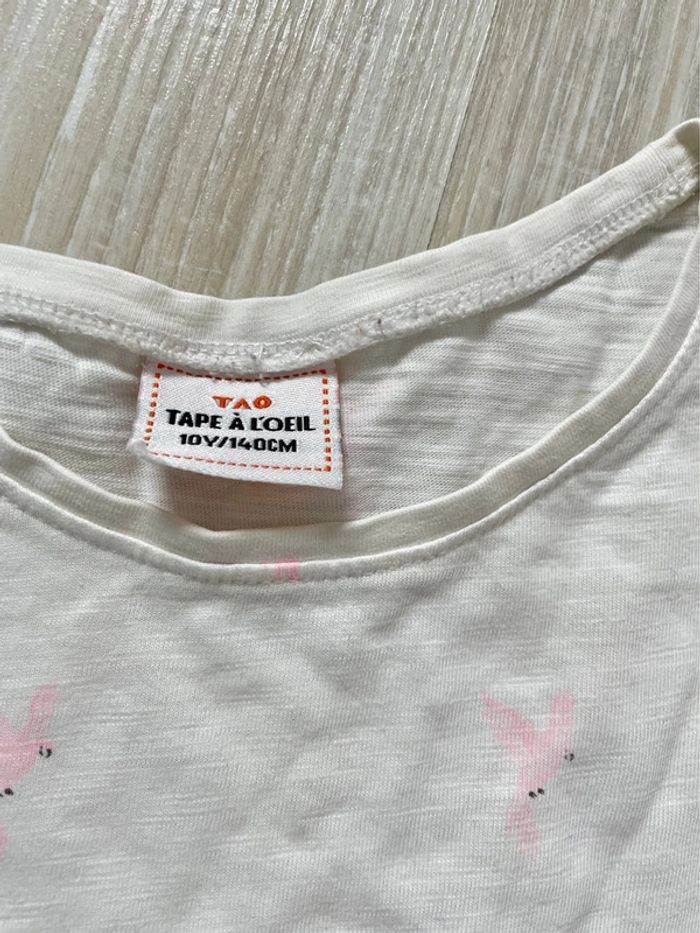 TAO
TAPE À L'OEIL
10Y/140CM